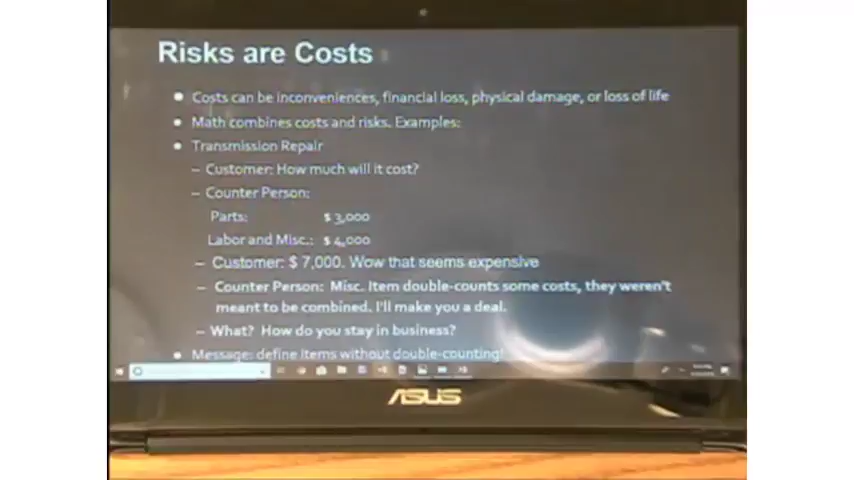 Risks are Costs
• Costs can be inconveniences, financial loss, physical damage, or loss of life
• Math combines costs and risks. Examples:
• Transmission Repair
– Customer: How much will it cost?
– Counter Person:
Parts: $ 3,000
Labor and Misc.: $ 4,000
– Customer: $ 7,000. Wow that seems expensive
– Counter Person: Misc. Item double-counts some costs, they weren't
meant to be combined. I'll make you a deal.
– What? How do you stay in business?
• Message: define items without double-counting!
ASUS